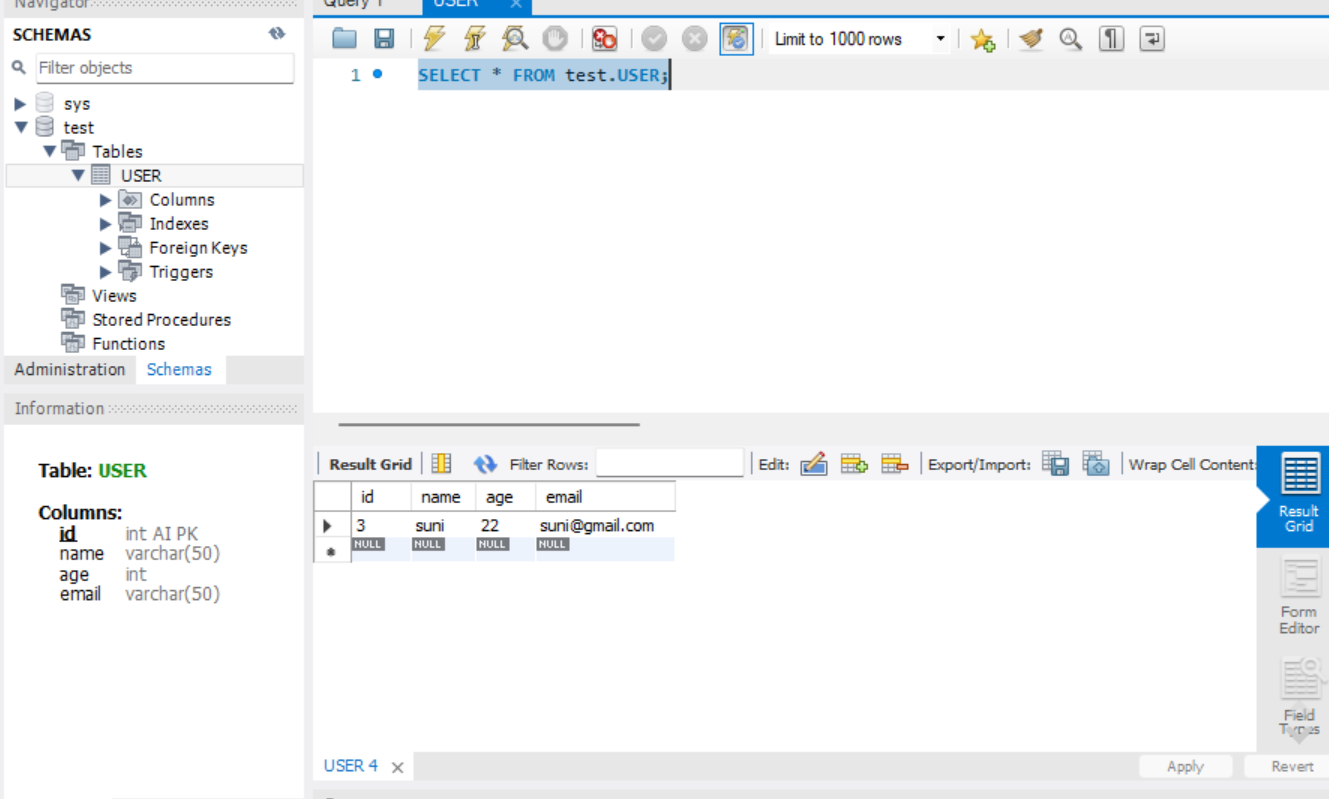 Navigator
SCHEMAS
Filter objects
sys
test
Tables
USER
Columns
Indexes
Foreign Keys
Triggers
Views
Stored Procedures
Functions
Administration Schemas
Information
Table: USER
Columns:
id int AI PK
name varchar(50)
age int
email varchar(50)
Query 1 USER
Limit to 1000 rows
1 SELECT * FROM test.USER;
Result Grid Filter Rows: Edit: Export/Import: Wrap Cell Content:
id name age email
3 suni 22 suni@gmail.com
NULL NULL NULL NULL
Result
Grid
Form
Editor
Field
Types
USER 4
Apply Revert